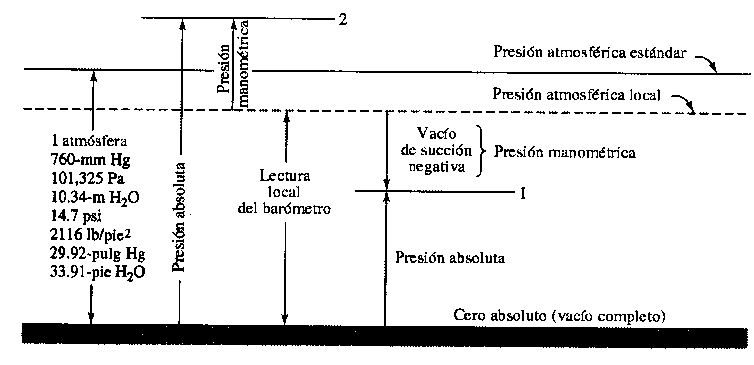 2
Presión
manométrica
Presión atmosférica estándar
Presión atmosférica local
1 atmósfera
760-mm Hg
101,325 Pa
10.34-m H₂O
14.7 psi
2116 lb/pie²
29.92-pulg Hg
33.91-pie H₂O
Presión absoluta
Lectura
local
del barómetro
Vacío
de succión
negativa
Presión manométrica
1
Presión absoluta
Cero absoluto (vacío completo)